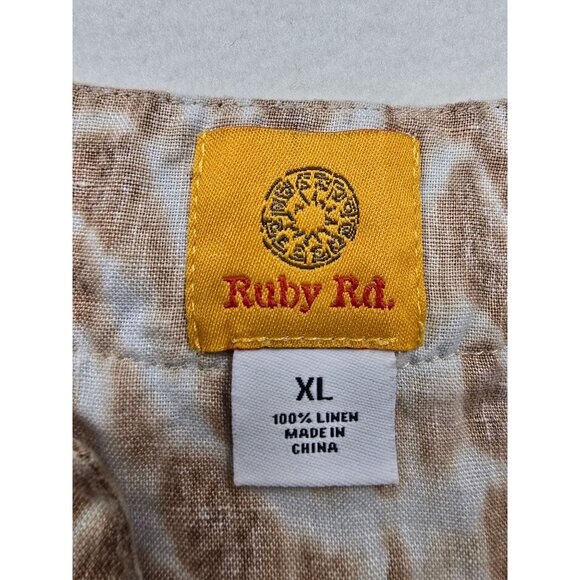 Ruby Rd.
XL
100% LINEN
MADE IN
CHINA